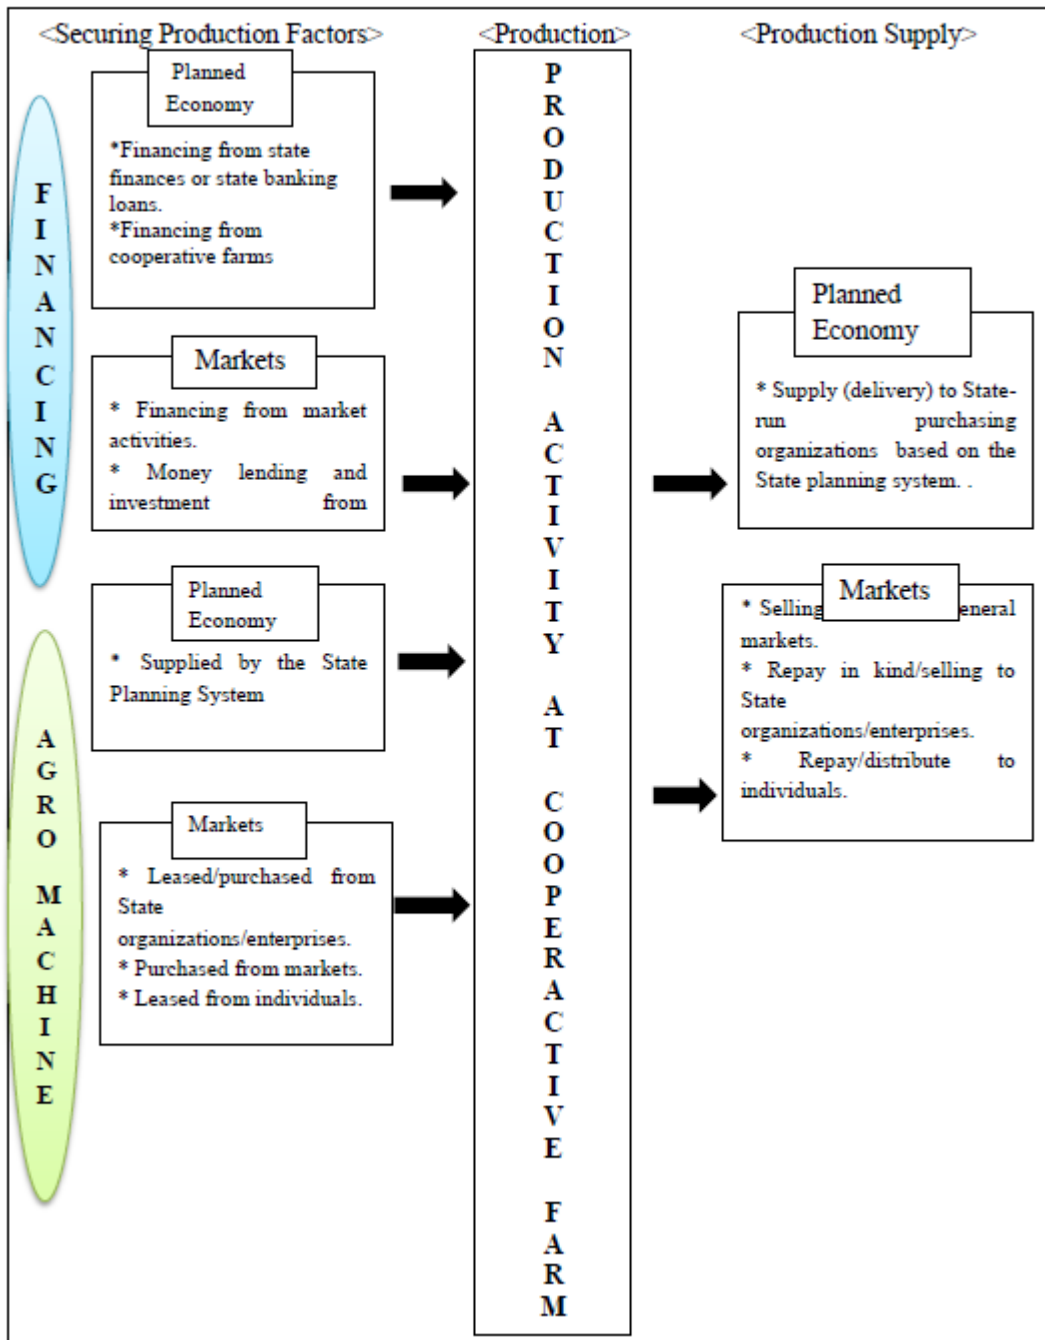 <Securing Production Factors>
<Production>
<Production Supply>
FINANCING
Planned
Economy
*Financing from state
finances or state banking
loans.
*Financing from
cooperative farms
Markets
* Financing from market
activities.
* Money lending and
investment from
AGRO MACHINE
Planned
Economy
* Supplied by the State
Planning System
Markets
* Leased/purchased from
State
organizations/enterprises.
* Purchased from markets.
* Leased from individuals.
PRODUCTION ACTIVITY AT COOPERACTIVE FARM
Planned
Economy
* Supply (delivery) to State-
run purchasing
organizations based on the
State planning system. .
Markets
* Selling eneral
markets.
* Repay in kind/selling to
State
organizations/enterprises.
* Repay/distribute to
individuals.